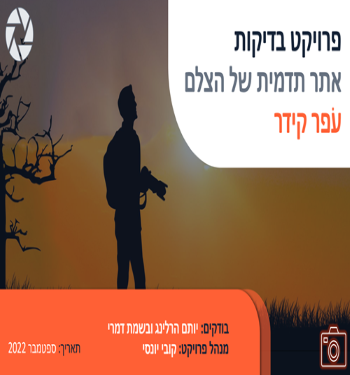 פרויקט בדיקות
אתר תדמית של הצלם
עפר קידר
בודקים: יותם הרלינג ובשמת דמרי
מנהל פרויקט: קובי יונסי
תאריך: ספטמבר 2022